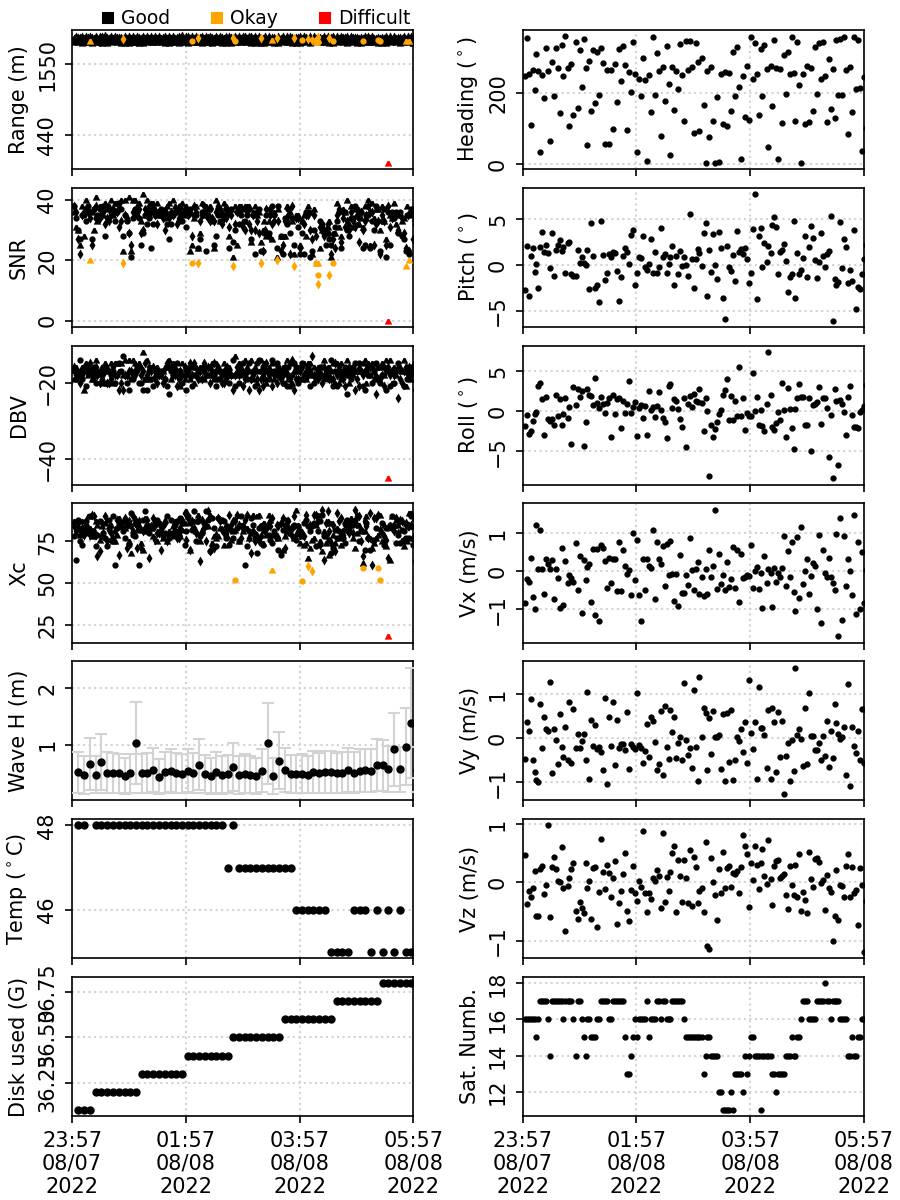 Good Okay Difficult
Range (m) 1550 440
Heading (°) 200 0
SNR 40 20 0
Pitch (°) 5 0 −5
DBV −20 −40
Roll (°) 5 0 −5
Xc 75 50 25
Vx (m/s) 1 0 −1
Wave H (m) 2 1
Vy (m/s) 1 0 −1
Temp (°C) 48 46
Vz (m/s) 1 0 −1
Disk used (G) 36.75 36.50 36.25
Sat. Numb. 18 16 14 12
23:57 01:57 03:57 05:57 23:57 01:57 03:57 05:57
08/07 08/08 08/08 08/08 08/07 08/08 08/08 08/08
2022 2022 2022 2022 2022 2022 2022 2022